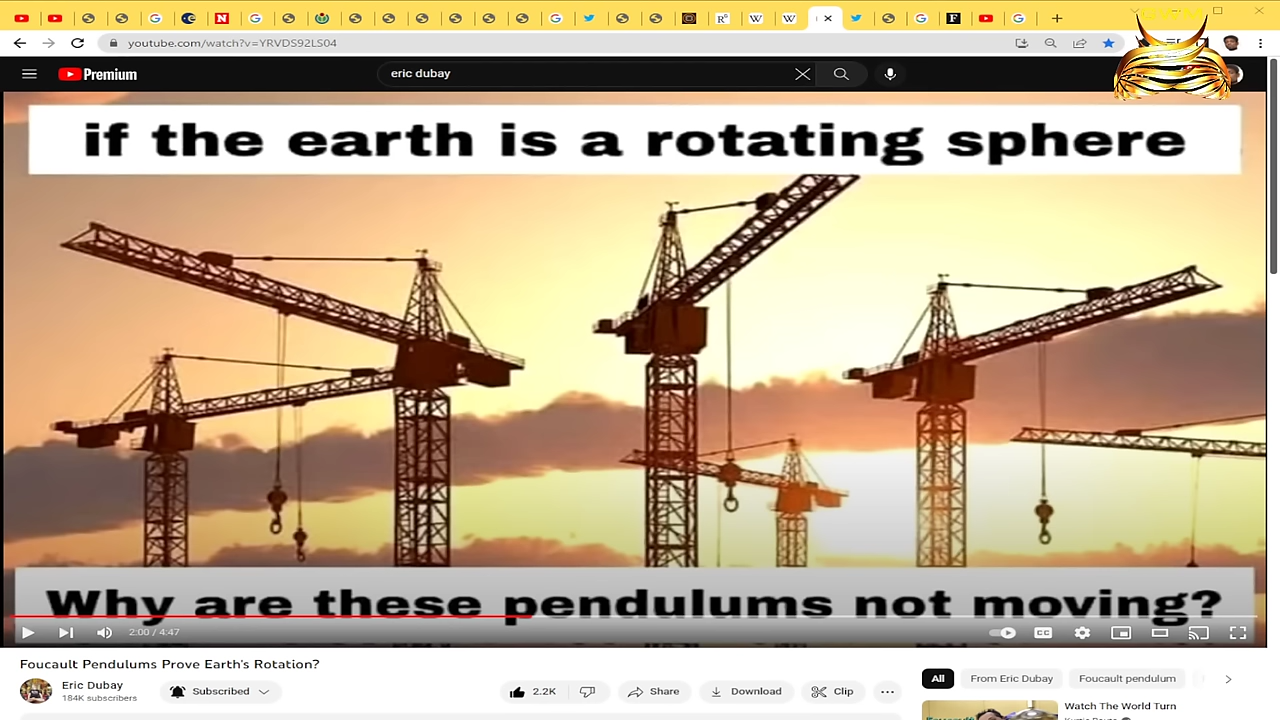 youtube.com/watch?v=YRVDS92LS04
Premium
eric dubay
if the earth is a rotating sphere
Why are these pendulums not moving?
2:00 / 4:47
CC
Foucault Pendulums Prove Earth's Rotation?
Eric Dubay
184K subscribers
Subscribed
2.2K
Share
Download
Clip
All
From Eric Dubay
Foucault pendulum
Watch The World Turn